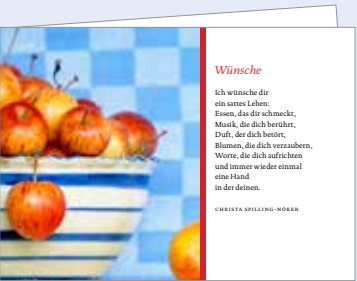 Wünsche
Ich wünsche dir
ein sattes Leben:
Essen, das dir schmeckt,
Musik, die dich berührt,
Duft, der dich betört,
Blumen, die dich verzaubern,
Worte, die dich aufrichten
und immer wieder einmal
eine Hand
in der deinen.
CHRISTA SPILLING-NÖKER